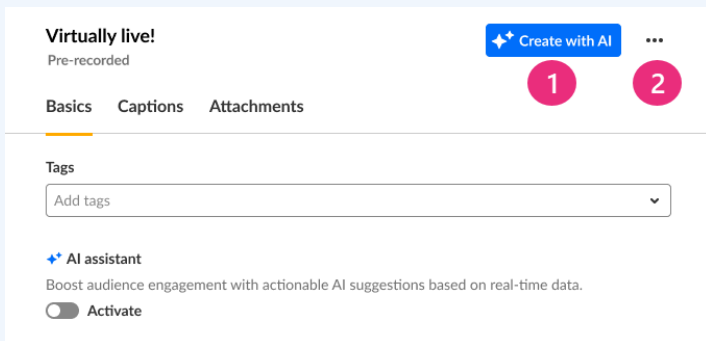 Virtually live!
Create with AI
Pre-recorded
1
2
Basics Captions Attachments
Tags
Add tags
AI assistant
Boost audience engagement with actionable AI suggestions based on real-time data.
Activate